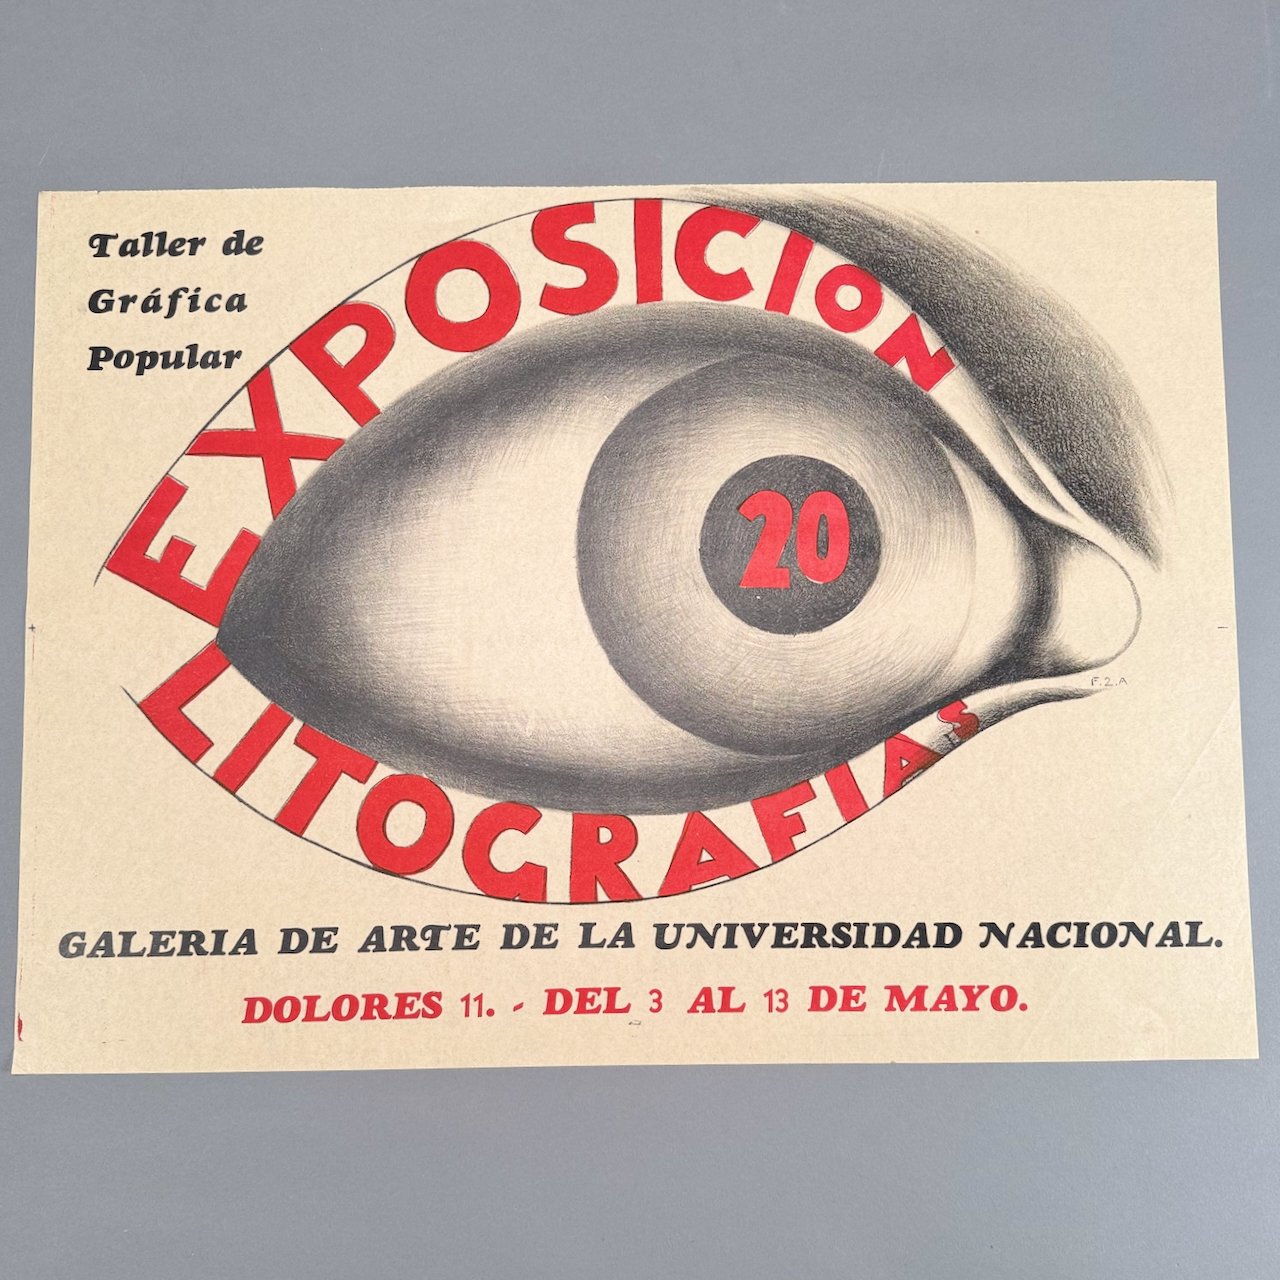 Taller de
Gráfica
Popular
EXPOSICION
20
LITOGRAFIAS
F.Z.A
GALERIA DE ARTE DE LA UNIVERSIDAD NACIONAL.
DOLORES 11. - DEL 3 AL 13 DE MAYO.